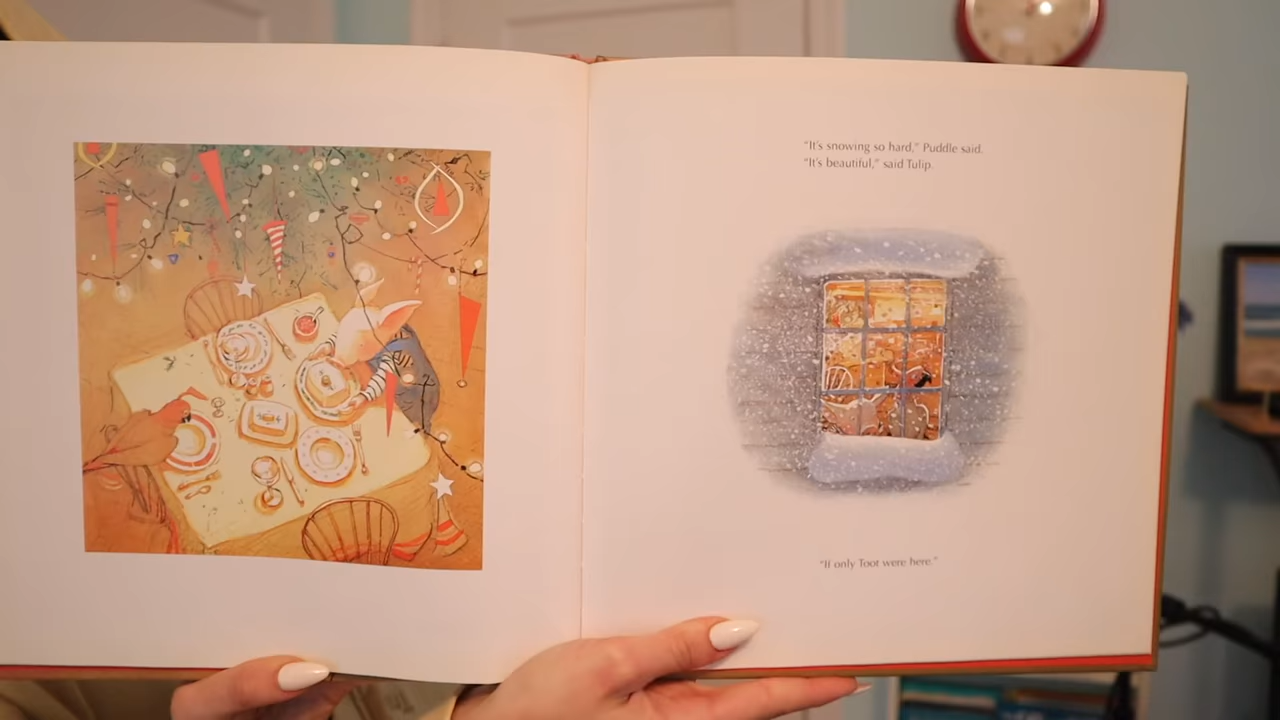 "It's snowing so hard," Puddle said.
"It's beautiful," said Tulip.
"If only Toot were here."